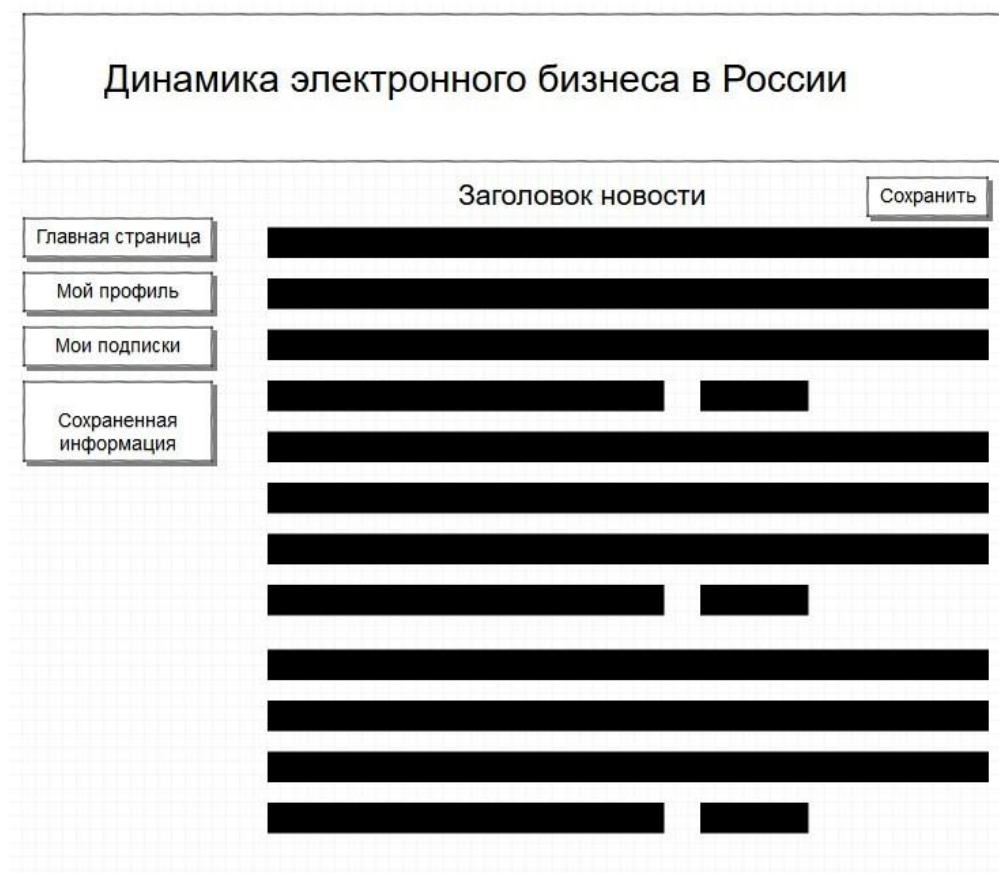 Динамика электронного бизнеса в России
Заголовок новости
Сохранить
Главная страница
Мой профиль
Мои подписки
Сохраненная
информация